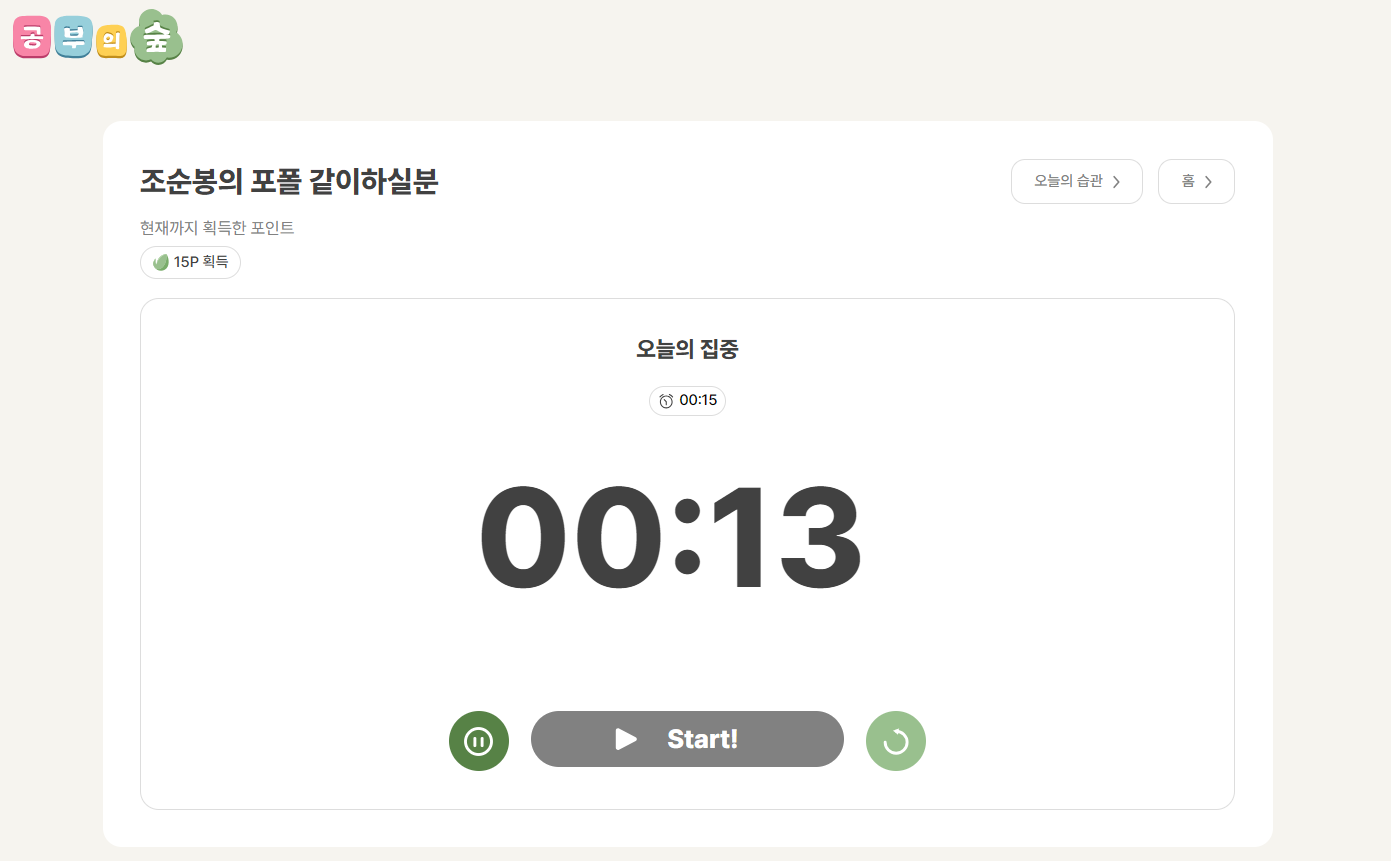 공부의숲
조순봉의 포폴 같이하실분
오늘의 습관
홈
현재까지 획득한 포인트
15P 획득
오늘의 집중
00:15
00:13
Start!